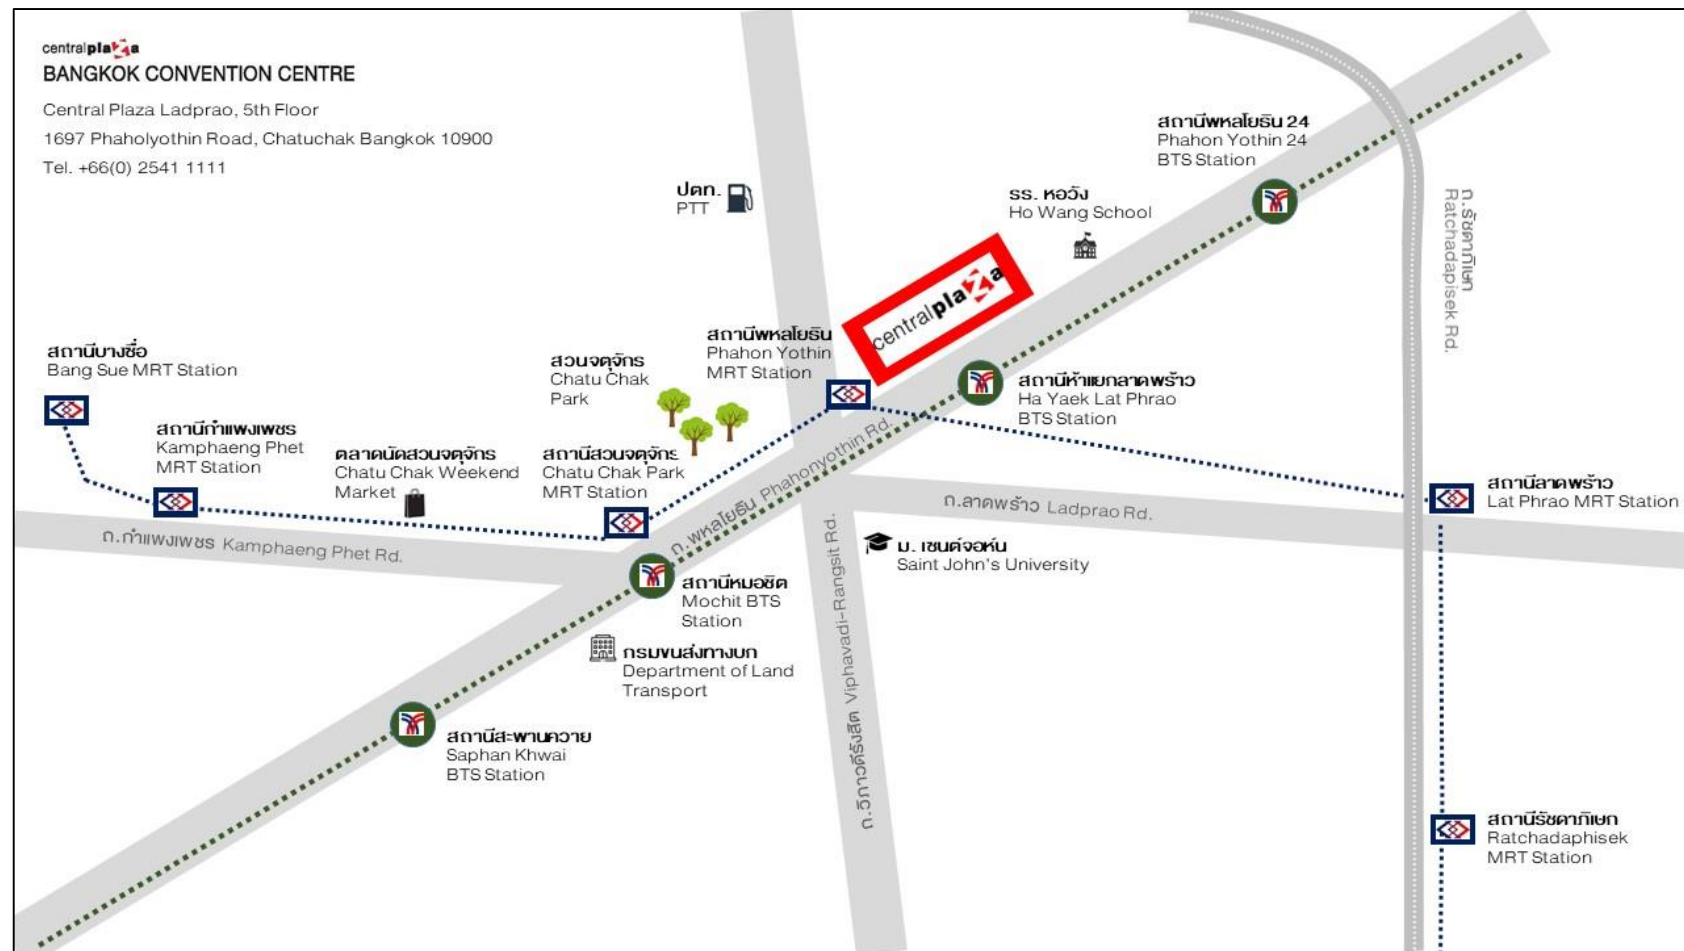 centralplaza
BANGKOK CONVENTION CENTRE
Central Plaza Ladprao, 5th Floor
1697 Phaholyothin Road, Chatuchak Bangkok 10900
Tel. +66(0) 2541 1111
สถานีพหลโยธิน 24
Phahon Yothin 24
BTS Station
ปตท.
PTT
รร. หอวัง
Ho Wang School
ถ.รัชดาภิเษก
Ratchadapisek Rd.
centralplaza
สถานีพหลโยธิน
Phahon Yothin
MRT Station
สถานีบางซื่อ
Bang Sue MRT Station
สวนจตุจักร
Chatu Chak
Park
สถานีห้าแยกลาดพร้าว
Ha Yaek Lat Phrao
BTS Station
สถานีกำแพงเพชร
Kamphaeng Phet
MRT Station
ตลาดนัดสวนจตุจักร
Chatu Chak Weekend
Market
สถานีสวนจตุจักร
Chatu Chak Park
MRT Station
ถ.พหลโยธิน Phahonyothin Rd.
ถ.ลาดพร้าว Ladprao Rd.
สถานีลาดพร้าว
Lat Phrao MRT Station
ถ.กำแพงเพชร Kamphaeng Phet Rd.
ม. เซนต์จอห์น
Saint John's University
สถานีหมอชิต
Mochit BTS
Station
ถ.วิภาวดีรังสิต Viphavadi-Rangsit Rd.
กรมขนส่งทางบก
Department of Land
Transport
สถานีสะพานควาย
Saphan Khwai
BTS Station
สถานีรัชดาภิเษก
Ratchadaphisek
MRT Station